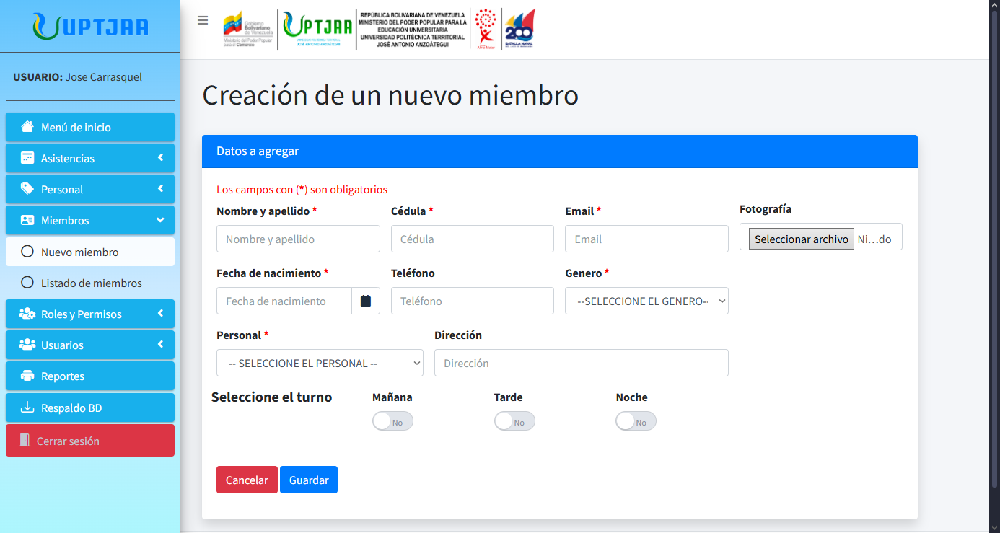 UPTJAA
USUARIO: Jose Carrasquel
Menú de inicio
Asistencias
Personal
Miembros
Nuevo miembro
Listado de miembros
Roles y Permisos
Usuarios
Reportes
Respaldo BD
Cerrar sesión
Gobierno
Bolivariano
de Venezuela
Ministerio del Poder Popular
para el Comercio
UPTJAA
UNIVERSIDAD POLITÉCNICA TERRITORIAL
JOSÉ ANTONIO ANZOÁTEGUI
REPÚBLICA BOLIVARIANA DE VENEZUELA
MINISTERIO DEL PODER POPULAR PARA LA
EDUCACIÓN UNIVERSITARIA
UNIVERSIDAD POLITÉCNICA TERRITORIAL
JOSÉ ANTONIO ANZOÁTEGUI
Alma Mater
200
BATALLA NAVAL
Creación de un nuevo miembro
Datos a agregar
Los campos con (*) son obligatorios
Nombre y apellido * Cédula * Email * Fotografía
Nombre y apellido Cédula Email Seleccionar archivo Ni...do
Fecha de nacimiento * Teléfono Genero *
Fecha de nacimiento Teléfono --SELECCIONE EL GENERO-
Personal * Dirección
-- SELECCIONE EL PERSONAL -- Dirección
Seleccione el turno Mañana Tarde Noche
No No No
Cancelar Guardar